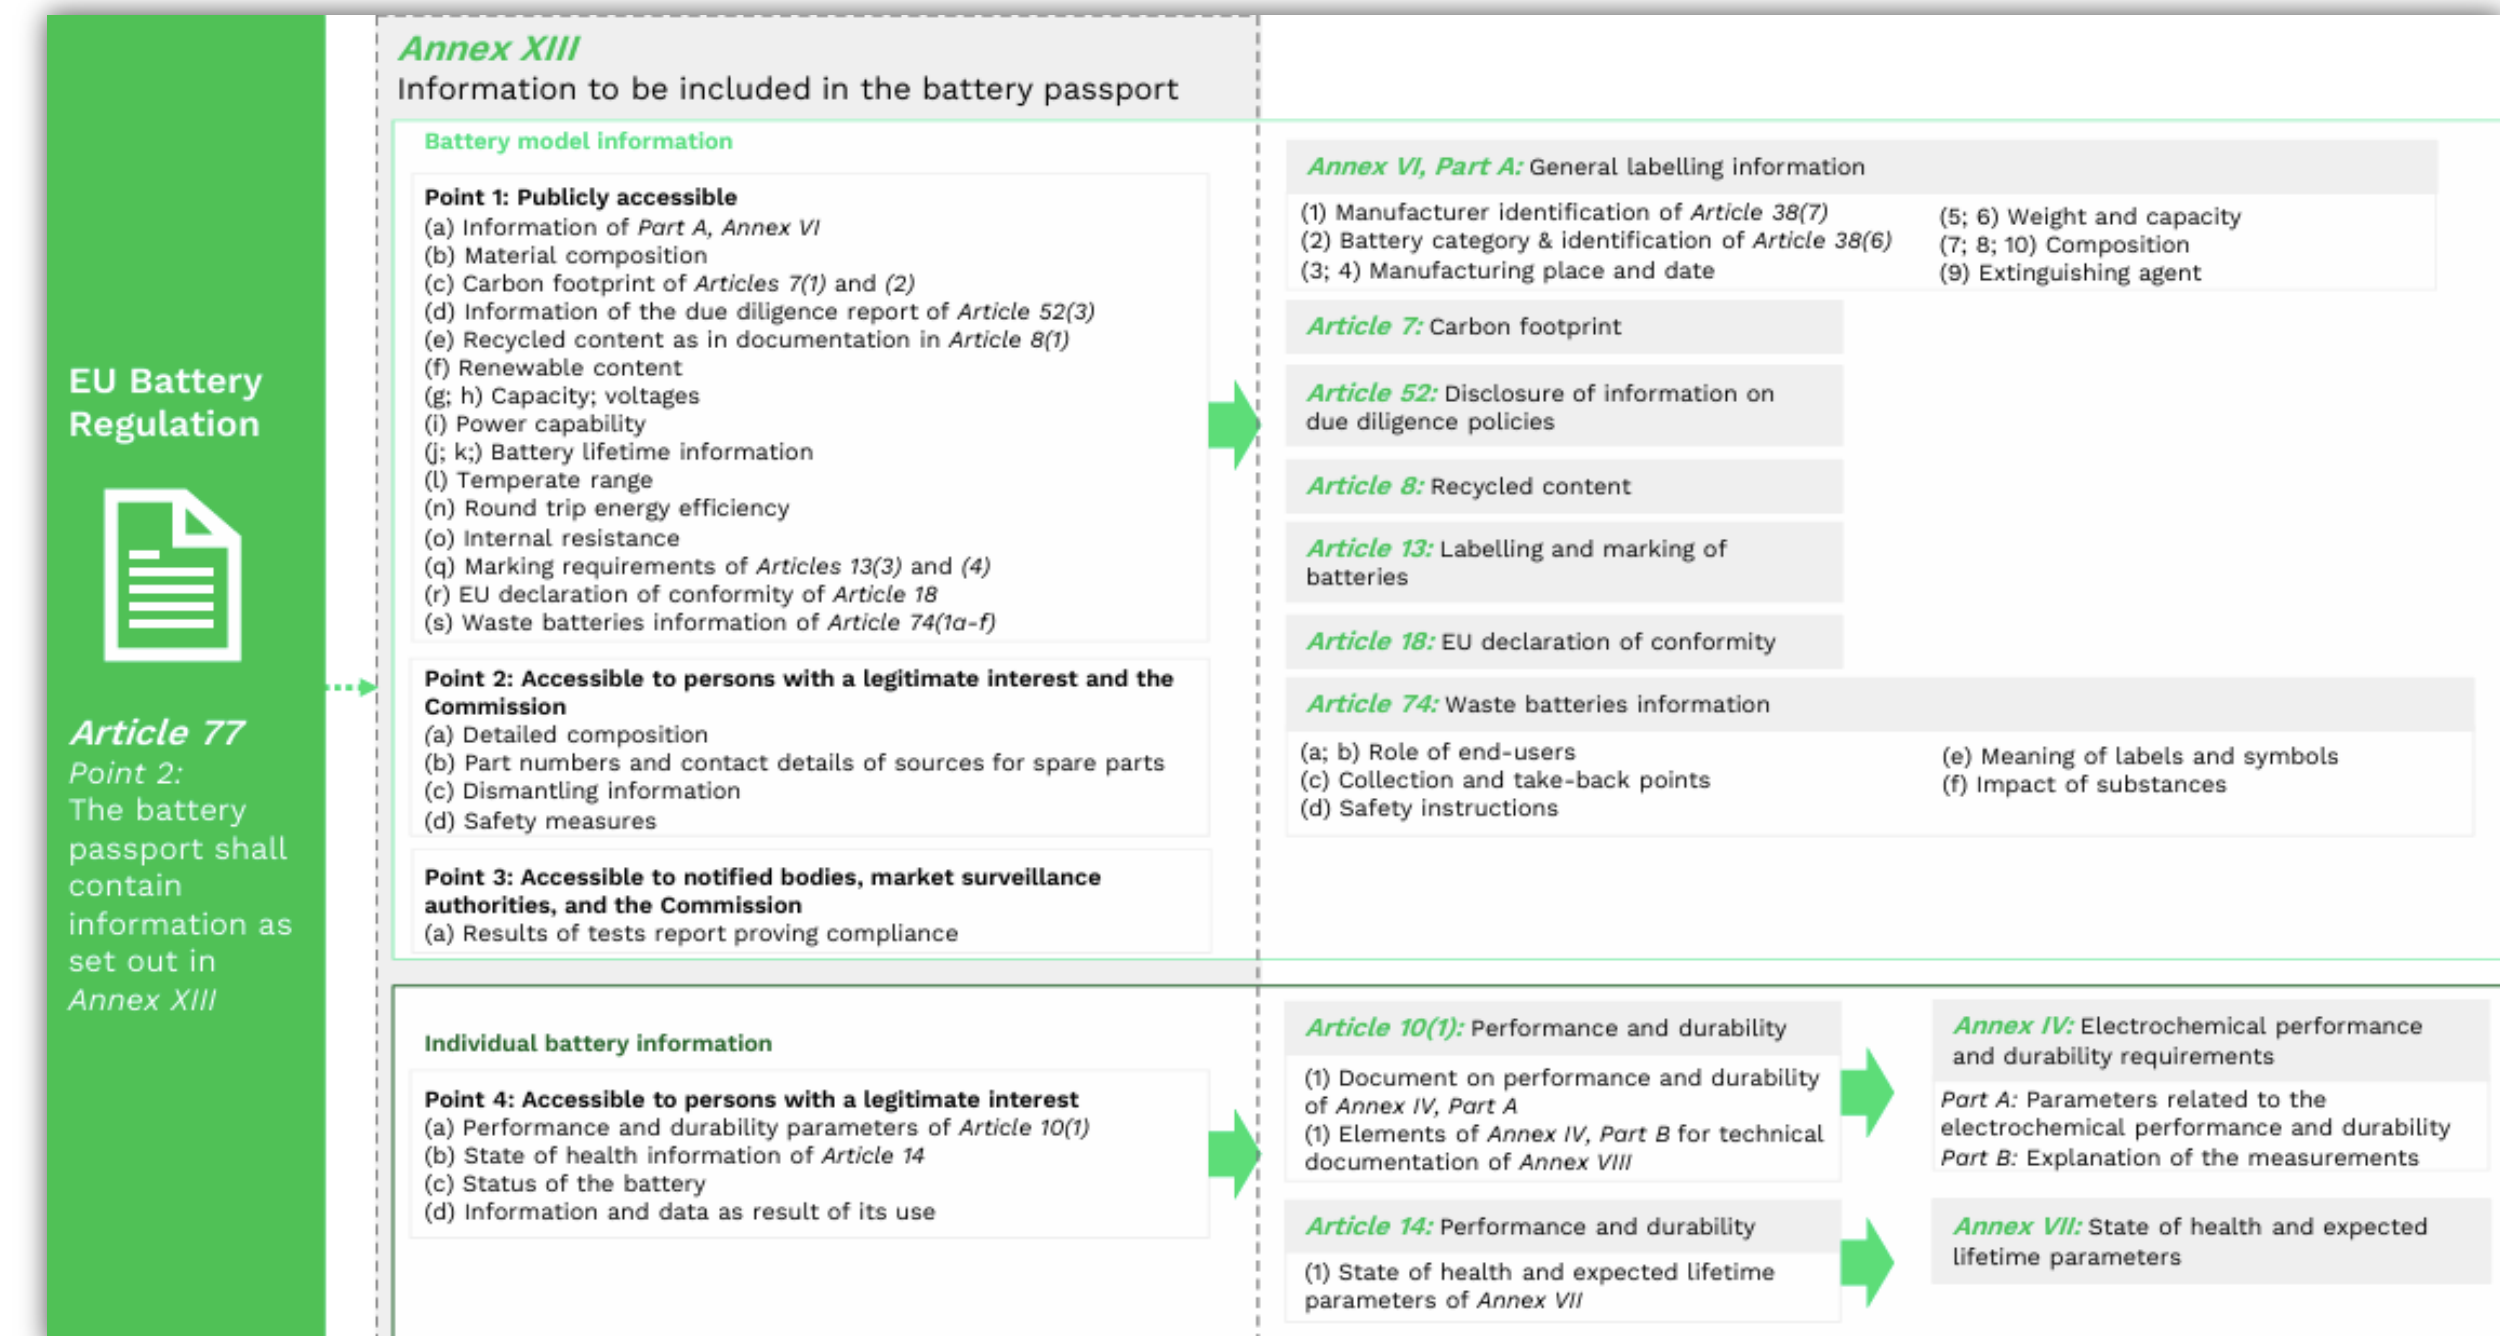 EU Battery
Regulation
Article 77
Point 2:
The battery
passport shall
contain
information as
set out in
Annex XIII
Annex XIII
Information to be included in the battery passport
Battery model information
Point 1: Publicly accessible
(a) Information of Part A, Annex VI
(b) Material composition
(c) Carbon footprint of Articles 7(1) and (2)
(d) Information of the due diligence report of Article 52(3)
(e) Recycled content as in documentation in Article 8(1)
(f) Renewable content
(g; h) Capacity; voltages
(i) Power capability
(j; k;) Battery lifetime information
(l) Temperate range
(n) Round trip energy efficiency
(o) Internal resistance
(q) Marking requirements of Articles 13(3) and (4)
(r) EU declaration of conformity of Article 18
(s) Waste batteries information of Article 74(1a-f)
Point 2: Accessible to persons with a legitimate interest and the
Commission
(a) Detailed composition
(b) Part numbers and contact details of sources for spare parts
(c) Dismantling information
(d) Safety measures
Point 3: Accessible to notified bodies, market surveillance
authorities, and the Commission
(a) Results of tests report proving compliance
Annex VI, Part A: General labelling information
(1) Manufacturer identification of Article 38(7)
(2) Battery category & identification of Article 38(6)
(3; 4) Manufacturing place and date
(5; 6) Weight and capacity
(7; 8; 10) Composition
(9) Extinguishing agent
Article 7: Carbon footprint
Article 52: Disclosure of information on
due diligence policies
Article 8: Recycled content
Article 13: Labelling and marking of
batteries
Article 18: EU declaration of conformity
Article 74: Waste batteries information
(a; b) Role of end-users
(c) Collection and take-back points
(d) Safety instructions
(e) Meaning of labels and symbols
(f) Impact of substances
Individual battery information
Point 4: Accessible to persons with a legitimate interest
(a) Performance and durability parameters of Article 10(1)
(b) State of health information of Article 14
(c) Status of the battery
(d) Information and data as result of its use
Article 10(1): Performance and durability
(1) Document on performance and durability
of Annex IV, Part A
(1) Elements of Annex IV, Part B for technical
documentation of Annex VIII
Annex IV: Electrochemical performance
and durability requirements
Part A: Parameters related to the
electrochemical performance and durability
Part B: Explanation of the measurements
Article 14: Performance and durability
(1) State of health and expected lifetime
parameters of Annex VII
Annex VII: State of health and expected
lifetime parameters